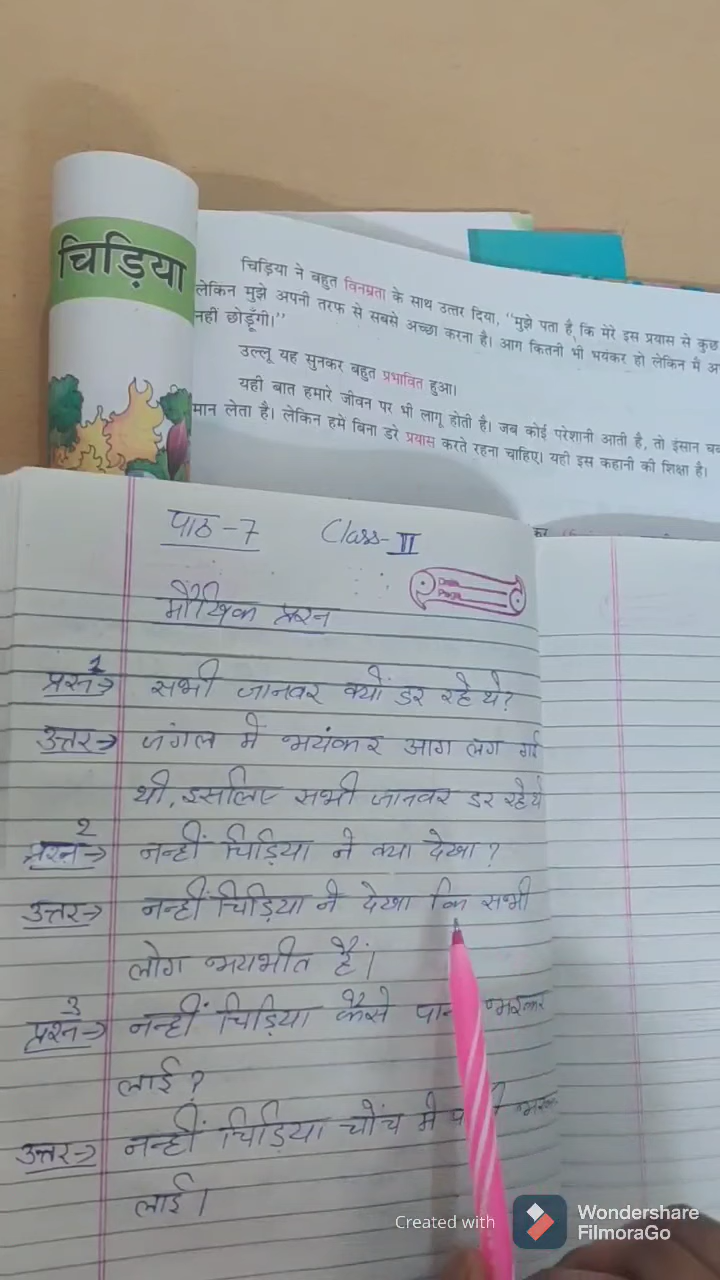 चिड़िया
चिड़िया ने बहुत विनम्रता के साथ उत्तर दिया, "मुझे पता है, कि मेरे इस प्रयास से कुछ
लेकिन मुझे अपनी तरफ से सबसे अच्छा करना है। आग कितनी भी भयंकर हो लेकिन मैं
नहीं छोड़ूँगी।"
उल्लू यह सुनकर बहुत प्रभावित हुआ।
यही बात हमारे जीवन पर भी लागू होती है। जब कोई परेशानी आती है, तो इंसान
मान लेता है। लेकिन हमें बिना डरे प्रयास करते रहना चाहिए। यही इस कहानी की शिक्षा है।
पाठ-7 Class-II
मौखिक प्रश्न
Date
Page
प्रश्न 1→ सभी जानवर क्यों डर रहे थे?
उत्तर→ जंगल मे भयंकर आग लग गई
थी, इसलिए सभी जानवर डर रहे थे
प्रश्न 2→ नन्हीं चिड़िया ने क्या देखा?
उत्तर→ नन्हीं चिड़िया ने देखा कि सभी
लोग भयभीत हैं।
प्रश्न 3→ नन्हीं चिड़िया कैसे भरकर
लाई?
उत्तर→ नन्हीं चिड़िया चोंच मे
लाई।
Created with Wondershare
FilmoraGo